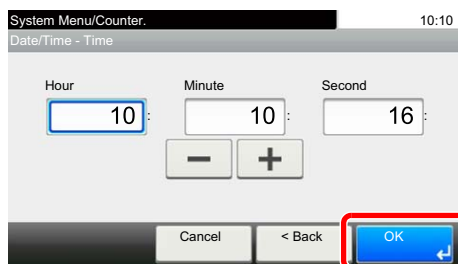 System Menu/Counter. 10:10
Date/Time - Time
Hour Minute Second
10 : 10 : 16 :
− +
Cancel < Back OK